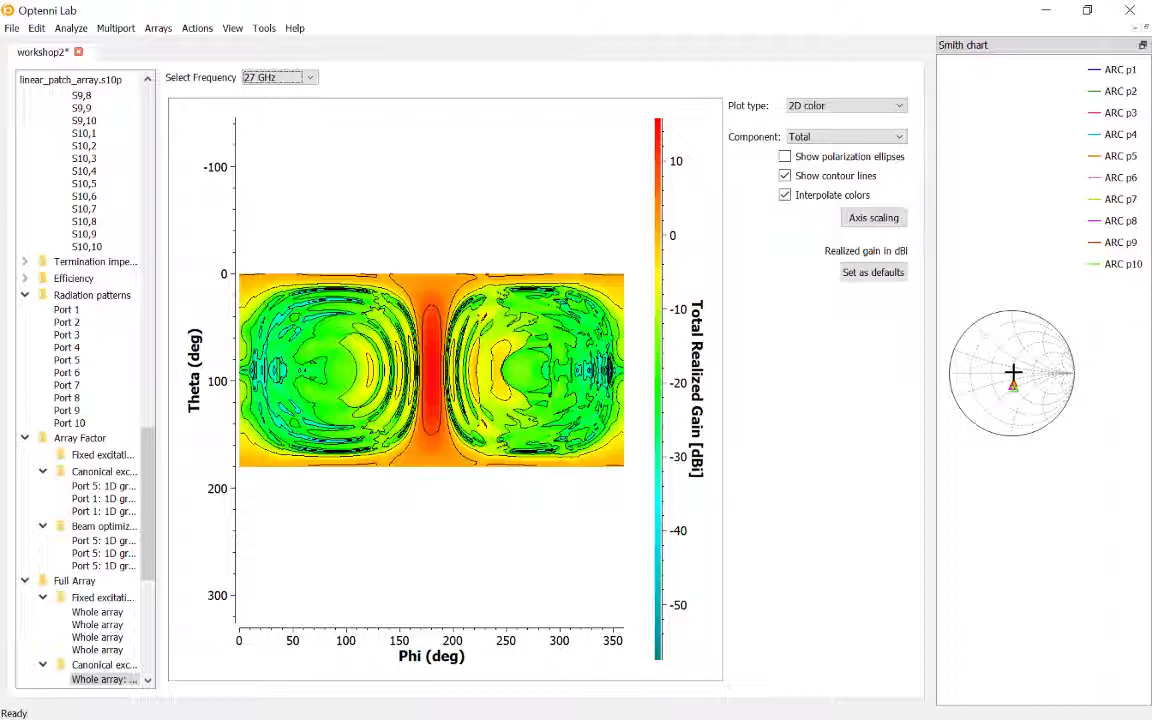 Optenni Lab
File Edit Analyze Multiport Arrays Actions View Tools Help
workshop2*
linear_patch_array.s10p
S9,8
S9,9
S9,10
S10,1
S10,2
S10,3
S10,4
S10,5
S10,6
S10,7
S10,8
S10,9
S10,10
Termination impe...
Efficiency
Radiation patterns
Port 1
Port 2
Port 3
Port 4
Port 5
Port 6
Port 7
Port 8
Port 9
Port 10
Array Factor
Fixed excitati...
Canonical exc...
Port 5: 1D gr...
Port 1: 1D gr...
Port 1: 1D gr...
Beam optimiz...
Port 5: 1D gr...
Port 5: 1D gr...
Port 5: 1D gr...
Full Array
Fixed excitati...
Whole array
Whole array
Whole array
Whole array
Canonical exc...
Whole array: ...
Select Frequency 27 GHz
-100
0
100
200
300
Theta (deg)
0 50 100 150 200 250 300 350
Phi (deg)
10
0
-10
-20
-30
-40
-50
Total Realized Gain [dBi]
Plot type: 2D color
Component: Total
Show polarization ellipses
Show contour lines
Interpolate colors
Axis scaling
Realized gain in dBi
Set as defaults
Smith chart
ARC p1
ARC p2
ARC p3
ARC p4
ARC p5
ARC p6
ARC p7
ARC p8
ARC p9
ARC p10
Ready